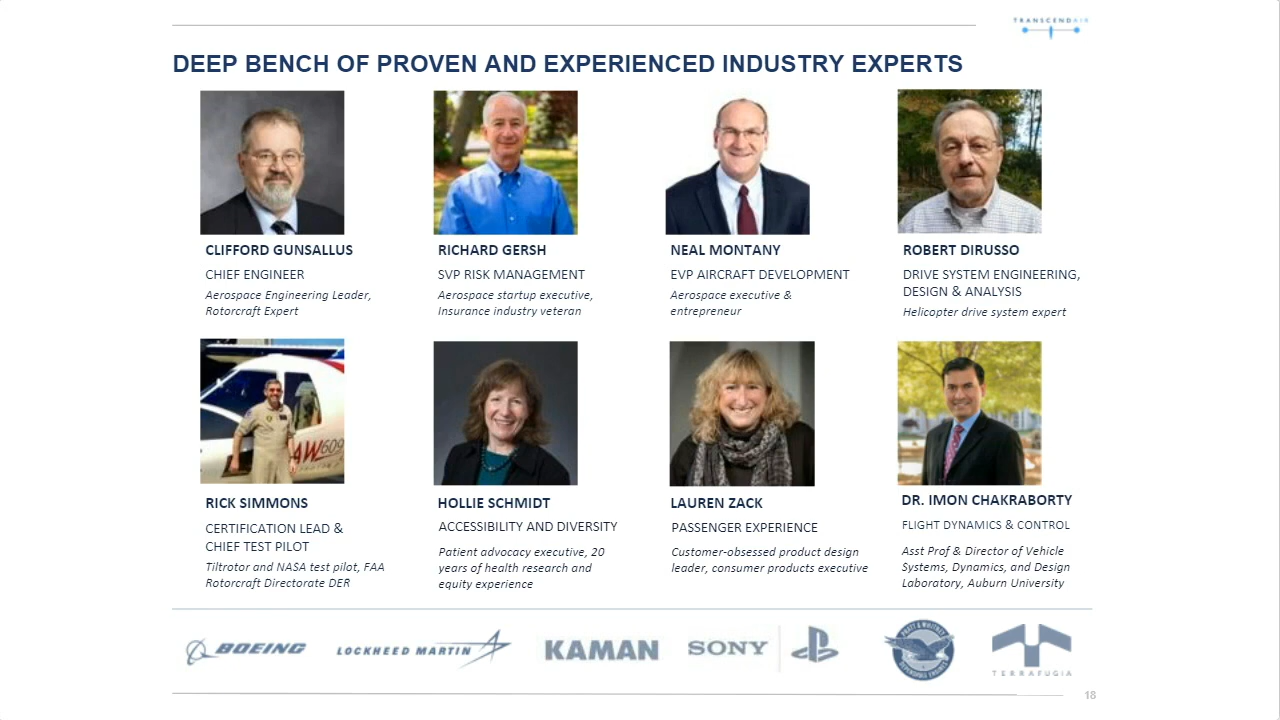 TRANSCENDAIR
DEEP BENCH OF PROVEN AND EXPERIENCED INDUSTRY EXPERTS
CLIFFORD GUNSALLUS
CHIEF ENGINEER
Aerospace Engineering Leader,
Rotorcraft Expert
RICHARD GERSH
SVP RISK MANAGEMENT
Aerospace startup executive,
Insurance industry veteran
NEAL MONTANY
EVP AIRCRAFT DEVELOPMENT
Aerospace executive &
entrepreneur
ROBERT DIRUSSO
DRIVE SYSTEM ENGINEERING,
DESIGN & ANALYSIS
Helicopter drive system expert
AW609
RICK SIMMONS
CERTIFICATION LEAD &
CHIEF TEST PILOT
Tiltrotor and NASA test pilot, FAA
Rotorcraft Directorate DER
HOLLIE SCHMIDT
ACCESSIBILITY AND DIVERSITY
Patient advocacy executive, 20
years of health research and
equity experience
LAUREN ZACK
PASSENGER EXPERIENCE
Customer-obsessed product design
leader, consumer products executive
DR. IMON CHAKRABORTY
FLIGHT DYNAMICS & CONTROL
Asst Prof & Director of Vehicle
Systems, Dynamics, and Design
Laboratory, Auburn University
BOEING
LOCKHEED MARTIN
KAMAN
SONY
PRATT & WHITNEY
DEPENDABLE ENGINES
TERRAFUGIA
18